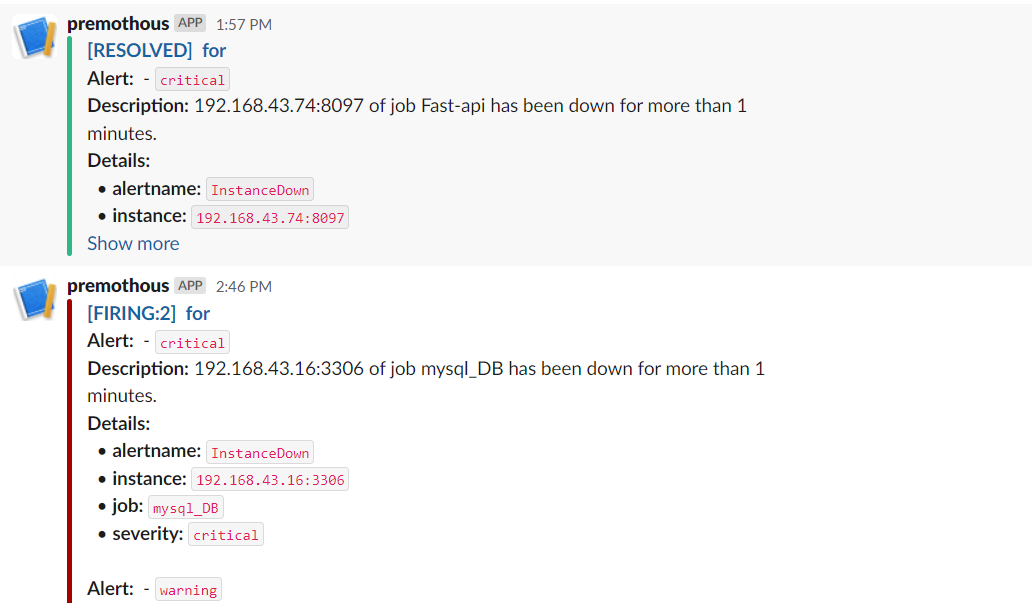 premothous APP 1:57 PM
[RESOLVED] for
Alert: - critical
Description: 192.168.43.74:8097 of job Fast-api has been down for more than 1
minutes.
Details:
• alertname: InstanceDown
• instance: 192.168.43.74:8097
Show more
premothous APP 2:46 PM
[FIRING:2] for
Alert: - critical
Description: 192.168.43.16:3306 of job mysql_DB has been down for more than 1
minutes.
Details:
• alertname: InstanceDown
• instance: 192.168.43.16:3306
• job: mysql_DB
• severity: critical
Alert: - warning